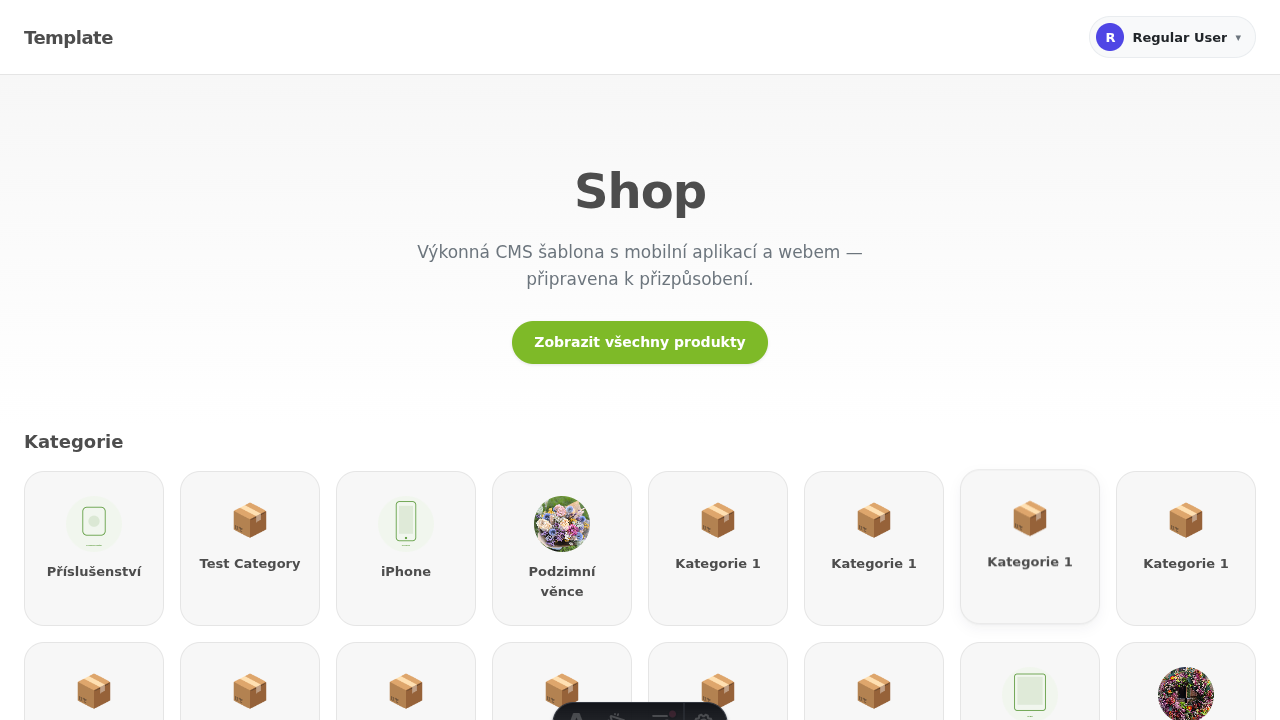 Template
R Regular User ▾
Shop
Výkonná CMS šablona s mobilní aplikací a webem —
připravena k přizpůsobení.
Zobrazit všechny produkty
Kategorie
Příslušenství
Test Category
iPhone
Podzimní
věnce
Kategorie 1
Kategorie 1
Kategorie 1
Kategorie 1